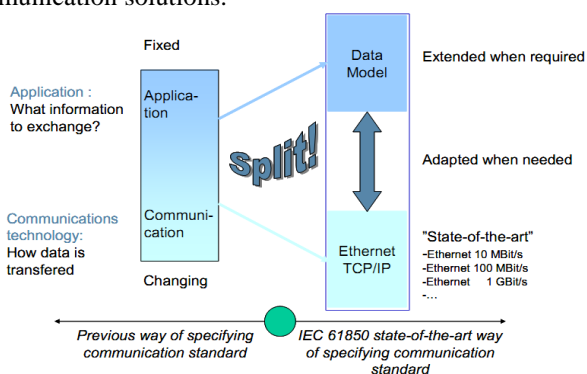 munication solutions.
Fixed
Application :
What information
to exchange?
Applica-
tion
Communi-
cation
Communications
technology:
How data is
transfered
Changing
Split!
Data
Model
Ethernet
TCP/IP
Extended when required
Adapted when needed
"State-of-the-art"
-Ethernet 10 MBit/s
-Ethernet 100 MBit/s
-Ethernet 1 GBit/s
-...
Previous way of specifying
communication standard
IEC 61850 state-of-the-art way
of specifying communication
standard